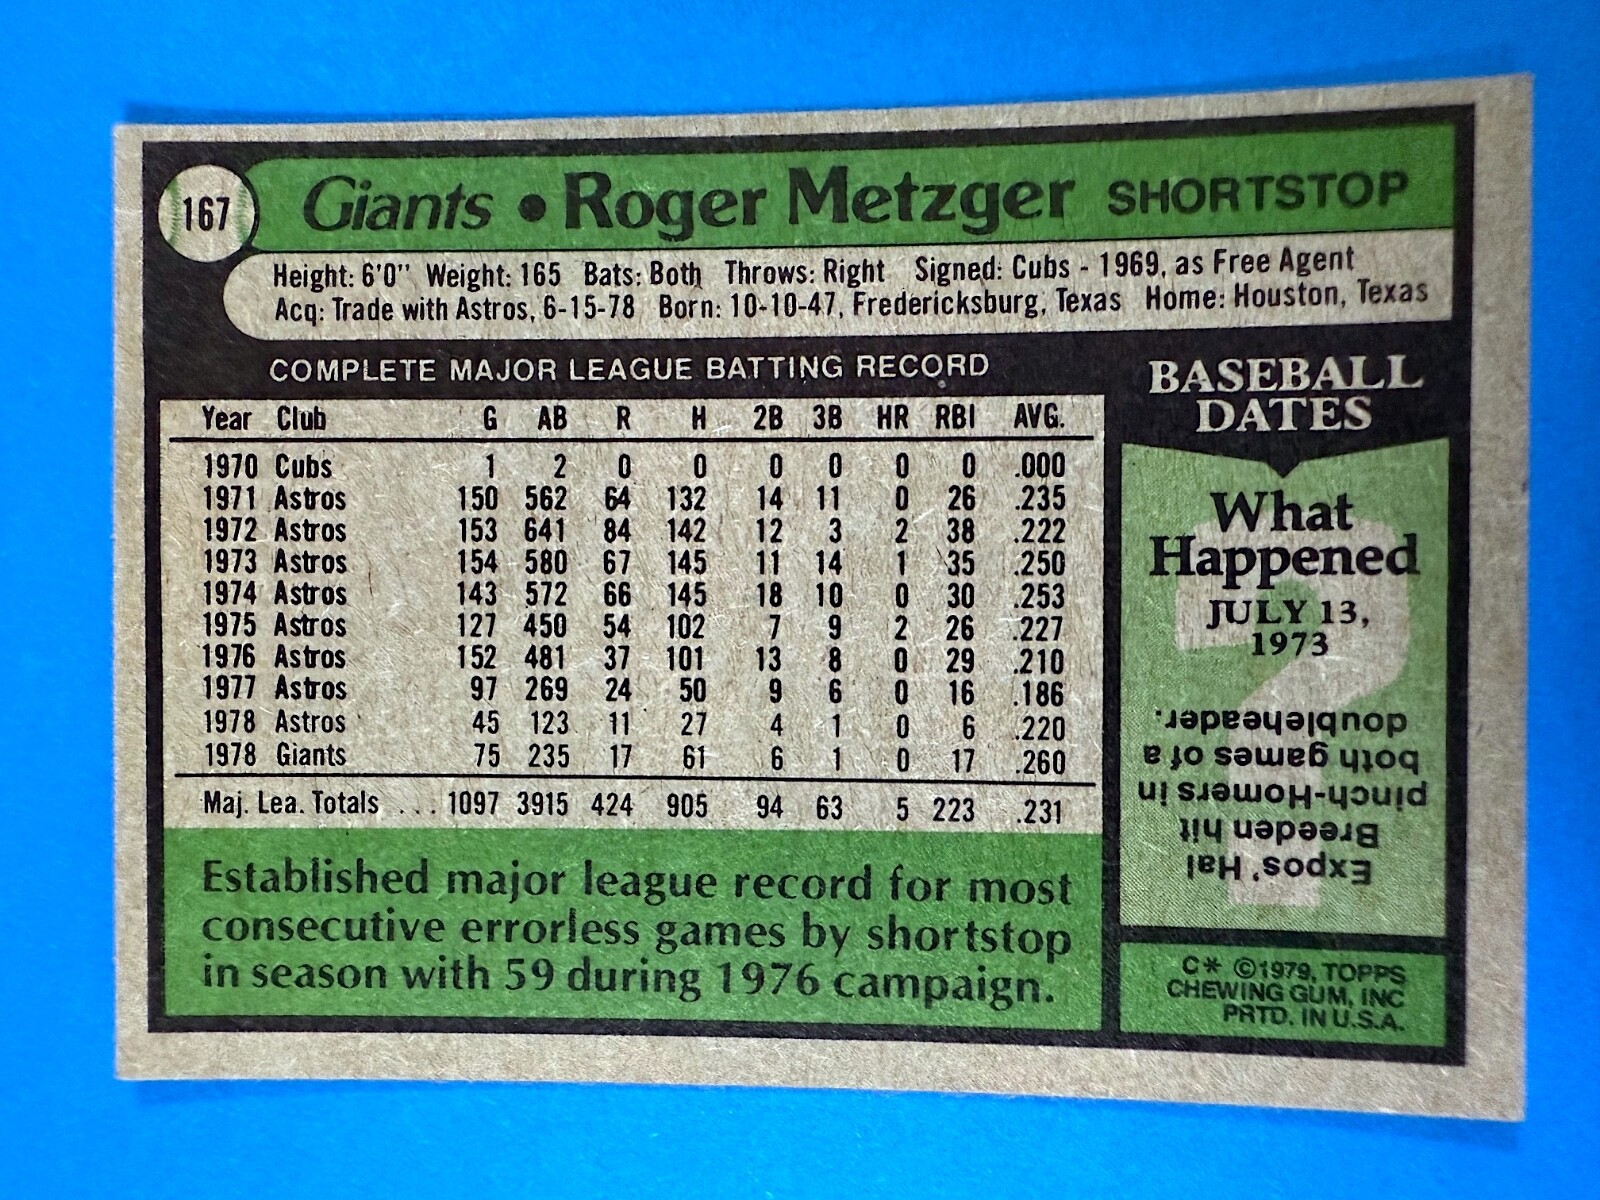 167
Giants • Roger Metzger SHORTSTOP
Height: 6'0" Weight: 165 Bats: Both Throws: Right Signed: Cubs - 1969, as Free Agent
Acq: Trade with Astros, 6-15-78 Born: 10-10-47, Fredericksburg, Texas Home: Houston, Texas
COMPLETE MAJOR LEAGUE BATTING RECORD
Year Club G AB R H 2B 3B HR RBI AVG.
1970 Cubs 1 2 0 0 0 0 0 0 .000
1971 Astros 150 562 64 132 14 11 0 26 .235
1972 Astros 153 641 84 142 12 3 2 38 .222
1973 Astros 154 580 67 145 11 14 1 35 .250
1974 Astros 143 572 66 145 18 10 0 30 .253
1975 Astros 127 450 54 102 7 9 2 26 .227
1976 Astros 152 481 37 101 13 8 0 29 .210
1977 Astros 97 269 24 50 9 6 0 16 .186
1978 Astros 45 123 11 27 4 1 0 6 .220
1978 Giants 75 235 17 61 6 1 0 17 .260
Maj. Lea. Totals ... 1097 3915 424 905 94 63 5 223 .231
Established major league record for most
consecutive errorless games by shortstop
in season with 59 during 1976 campaign.
BASEBALL
DATES
What
Happened
JULY 13,
1973
Expos' Hal
Breeden hit
pinch-Homers in
both games of a
doubleheader.
C* ©1979, TOPPS
CHEWING GUM, INC
PRTD. IN U.S.A.